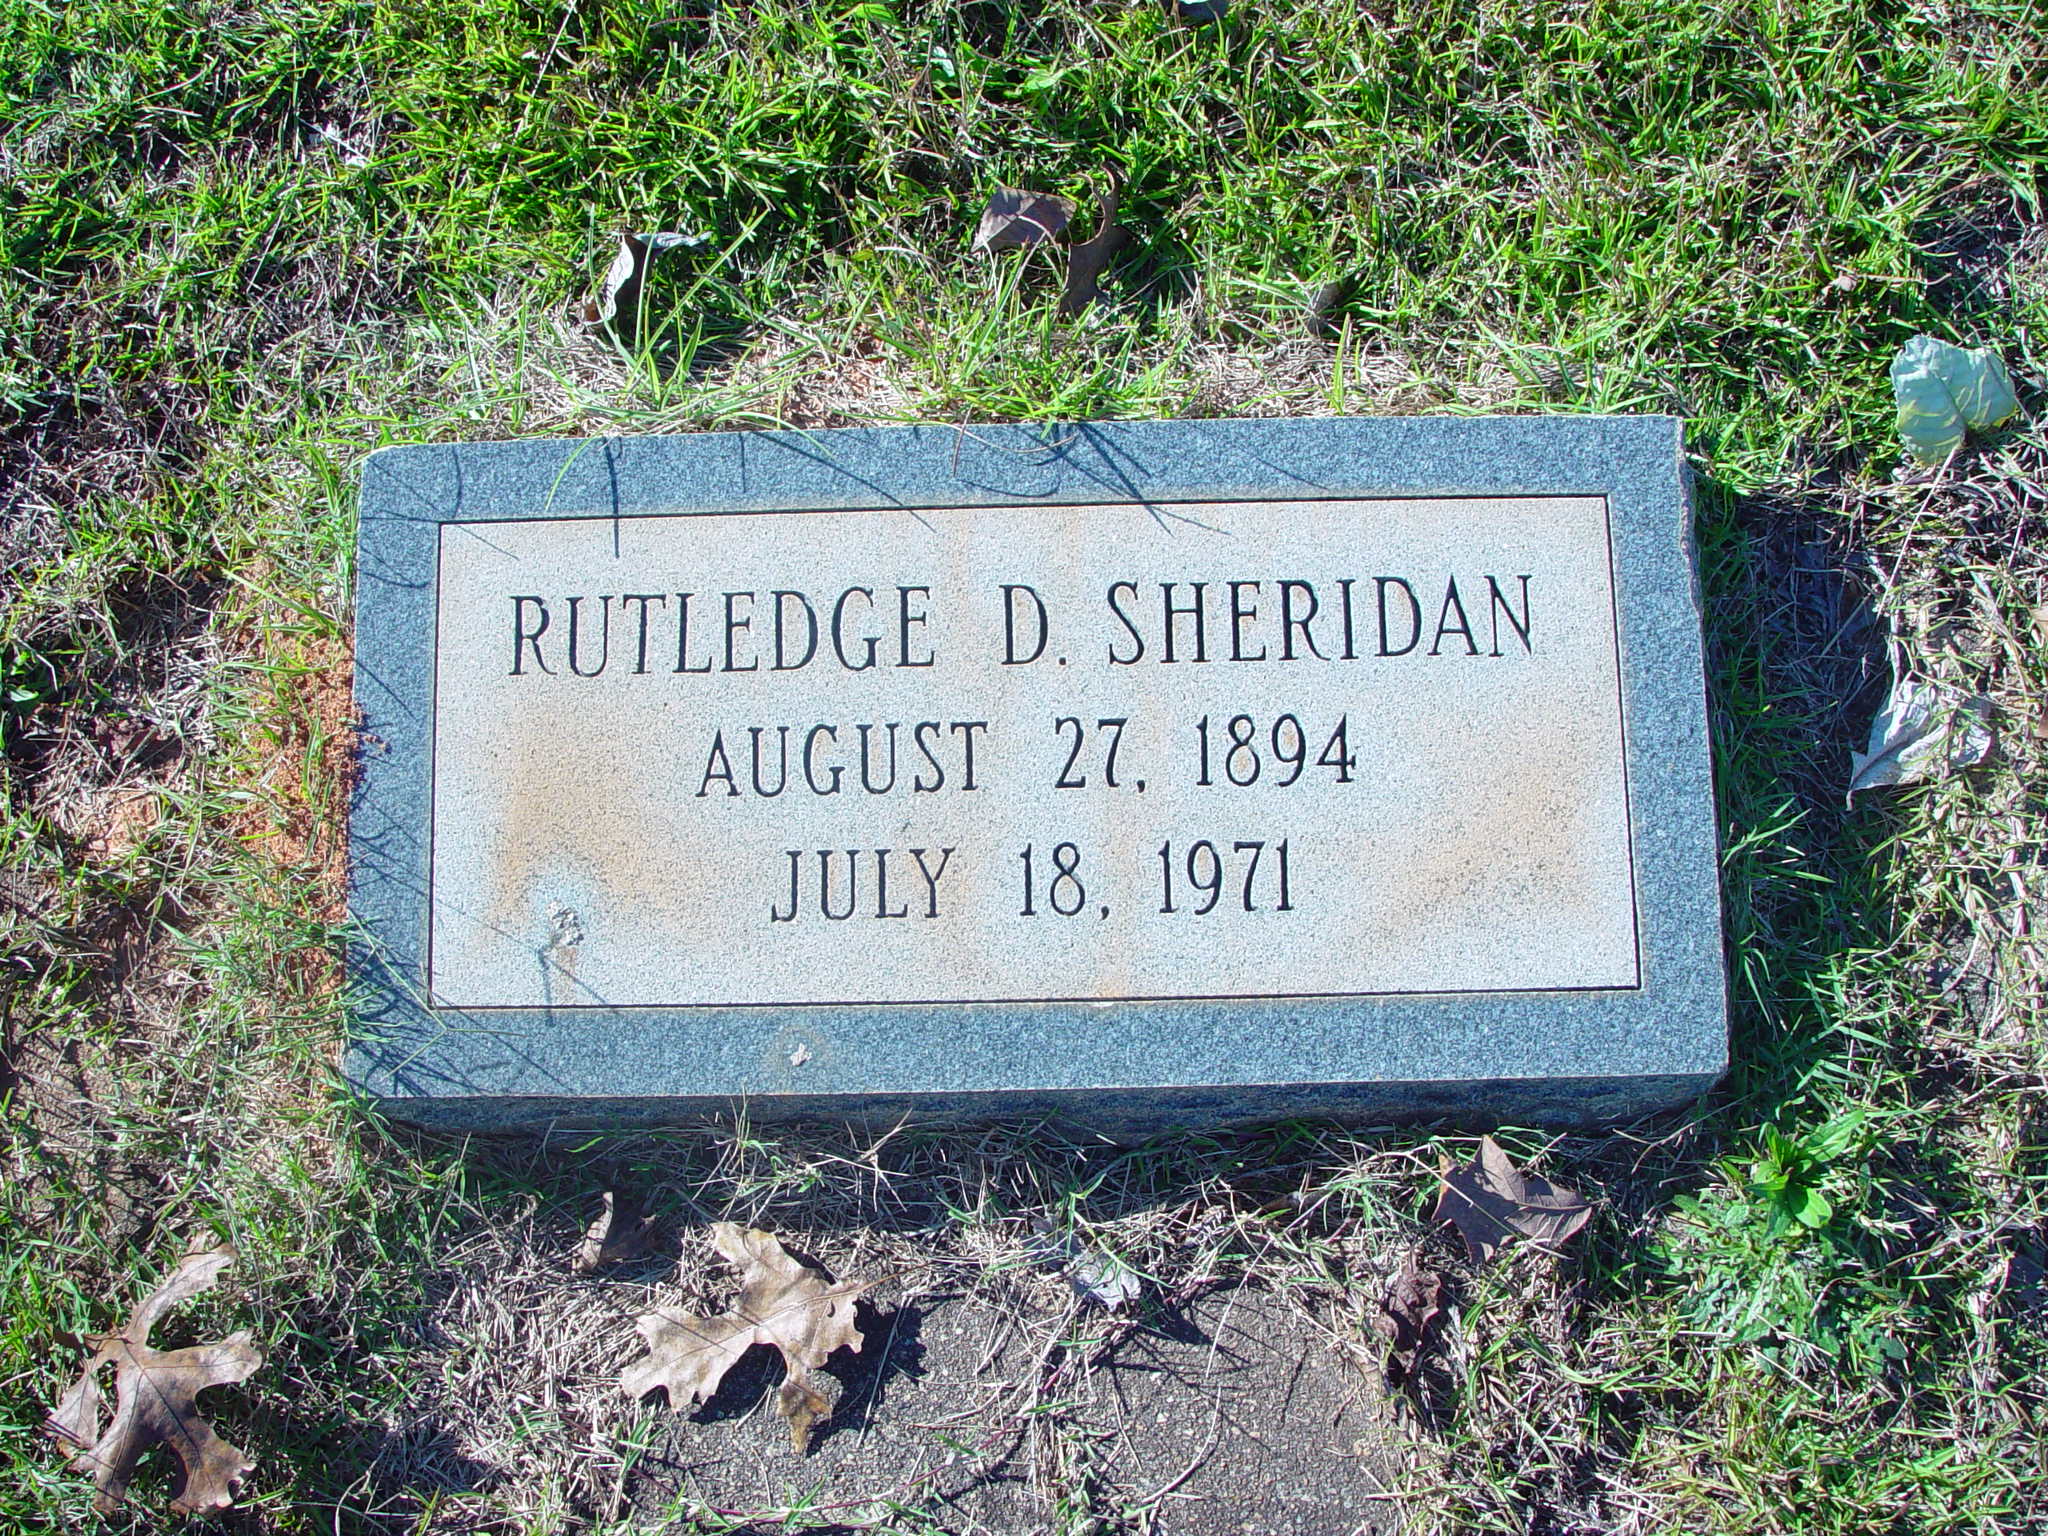 RUTLEDGE D. SHERIDAN
AUGUST 27, 1894
JULY 18, 1971